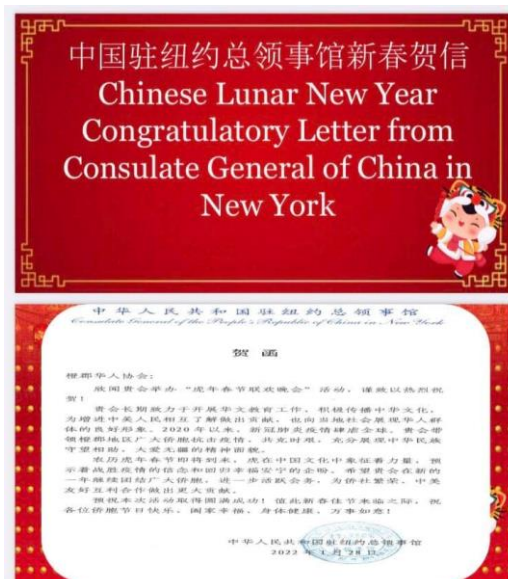 中国驻纽约总领事馆新春贺信
Chinese Lunar New Year
Congratulatory Letter from
Consulate General of China in
New York
中华人民共和国驻纽约总领事馆
Consulate General of the People's Republic of China in New York
贺 函
橙郡华人协会：
欣闻贵会举办“虎年春节联欢晚会”活动，谨致以热烈祝
贺！
贵会长期致力于开展华文教育工作，积极传播中华文化，
为增进中美人民相互了解做出贡献，也向当地社会展现华人群
体的良好形象。2020年以来，新冠肺炎疫情肆虐全球，贵会带
领橙郡地区广大侨胞抗击疫情，共克时艰，充分展现中华民族
守望相助、大爱无疆的精神面貌。
农历虎年春节即将到来，虎在中国文化中象征着力量，预
示着战胜疫情的信念和回归幸福安宁的企盼。希望贵会在新的
一年继续团结广大侨胞，进一步活跃会务，为侨社繁荣、中美
友好互利合作做出更大贡献。
预祝本次活动取得圆满成功！值此新春佳节来临之际，祝
各位侨胞节日快乐，阖家幸福，身体健康，万事如意！
中华人民共和国驻纽约总领事馆
2022年1月28日